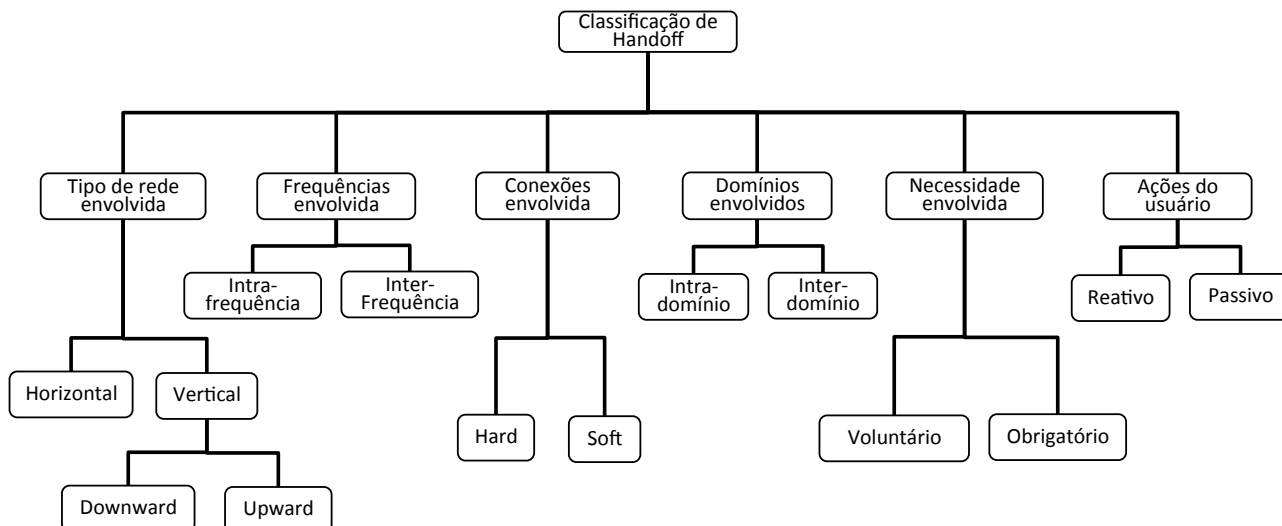 Classificação de
Handoff
Tipo de rede
envolvida
Frequências
envolvida
Conexões
envolvida
Domínios
envolvidos
Necessidade
envolvida
Ações do
usuário
Intra-
frequência
Inter-
Frequência
Intra-
domínio
Inter-
domínio
Reativo
Passivo
Horizontal
Vertical
Hard
Soft
Voluntário
Obrigatório
Downward
Upward